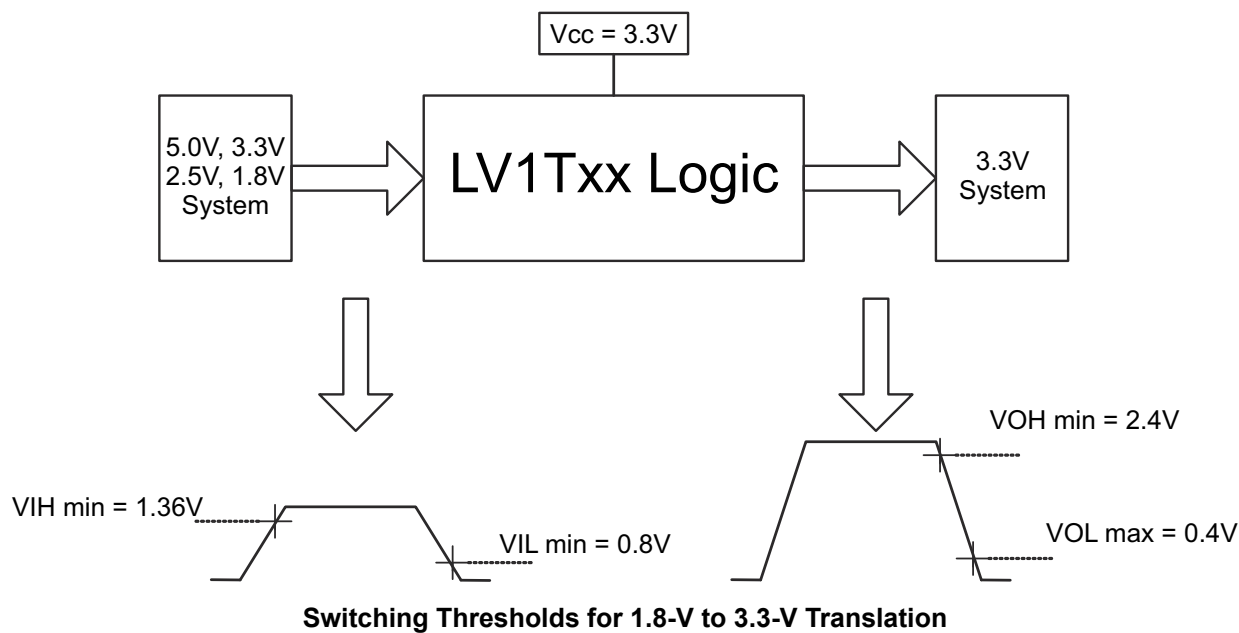 Vcc = 3.3V
5.0V, 3.3V
2.5V, 1.8V
System
LV1Txx Logic
3.3V
System
VOH min = 2.4V
VIH min = 1.36V
VIL min = 0.8V
VOL max = 0.4V
Switching Thresholds for 1.8-V to 3.3-V Translation